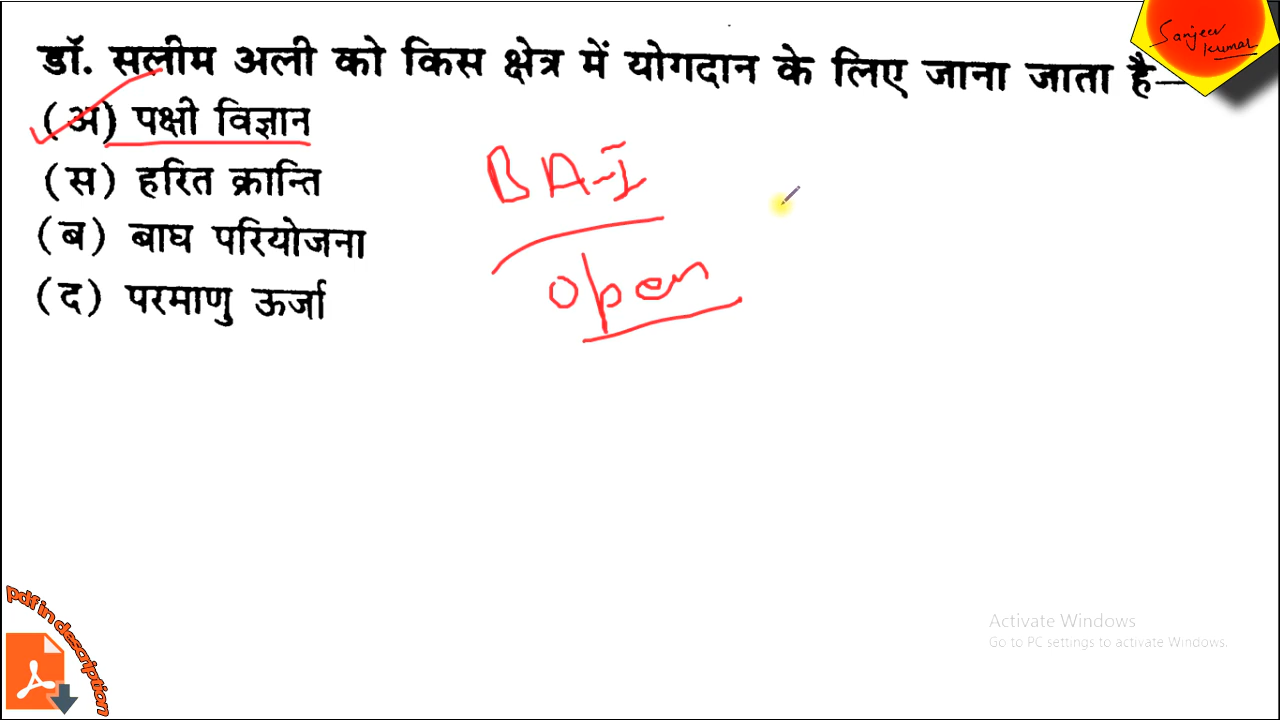 डॉ. सलीम अली को किस क्षेत्र में योगदान के लिए जाना जाता है—
(अ) पक्षी विज्ञान
(स) हरित क्रान्ति
(ब) बाघ परियोजना
(द) परमाणु ऊर्जा
BA-I
open
Sanjeev
Kumar
pdf in description
Activate Windows
Go to PC settings to activate Windows.